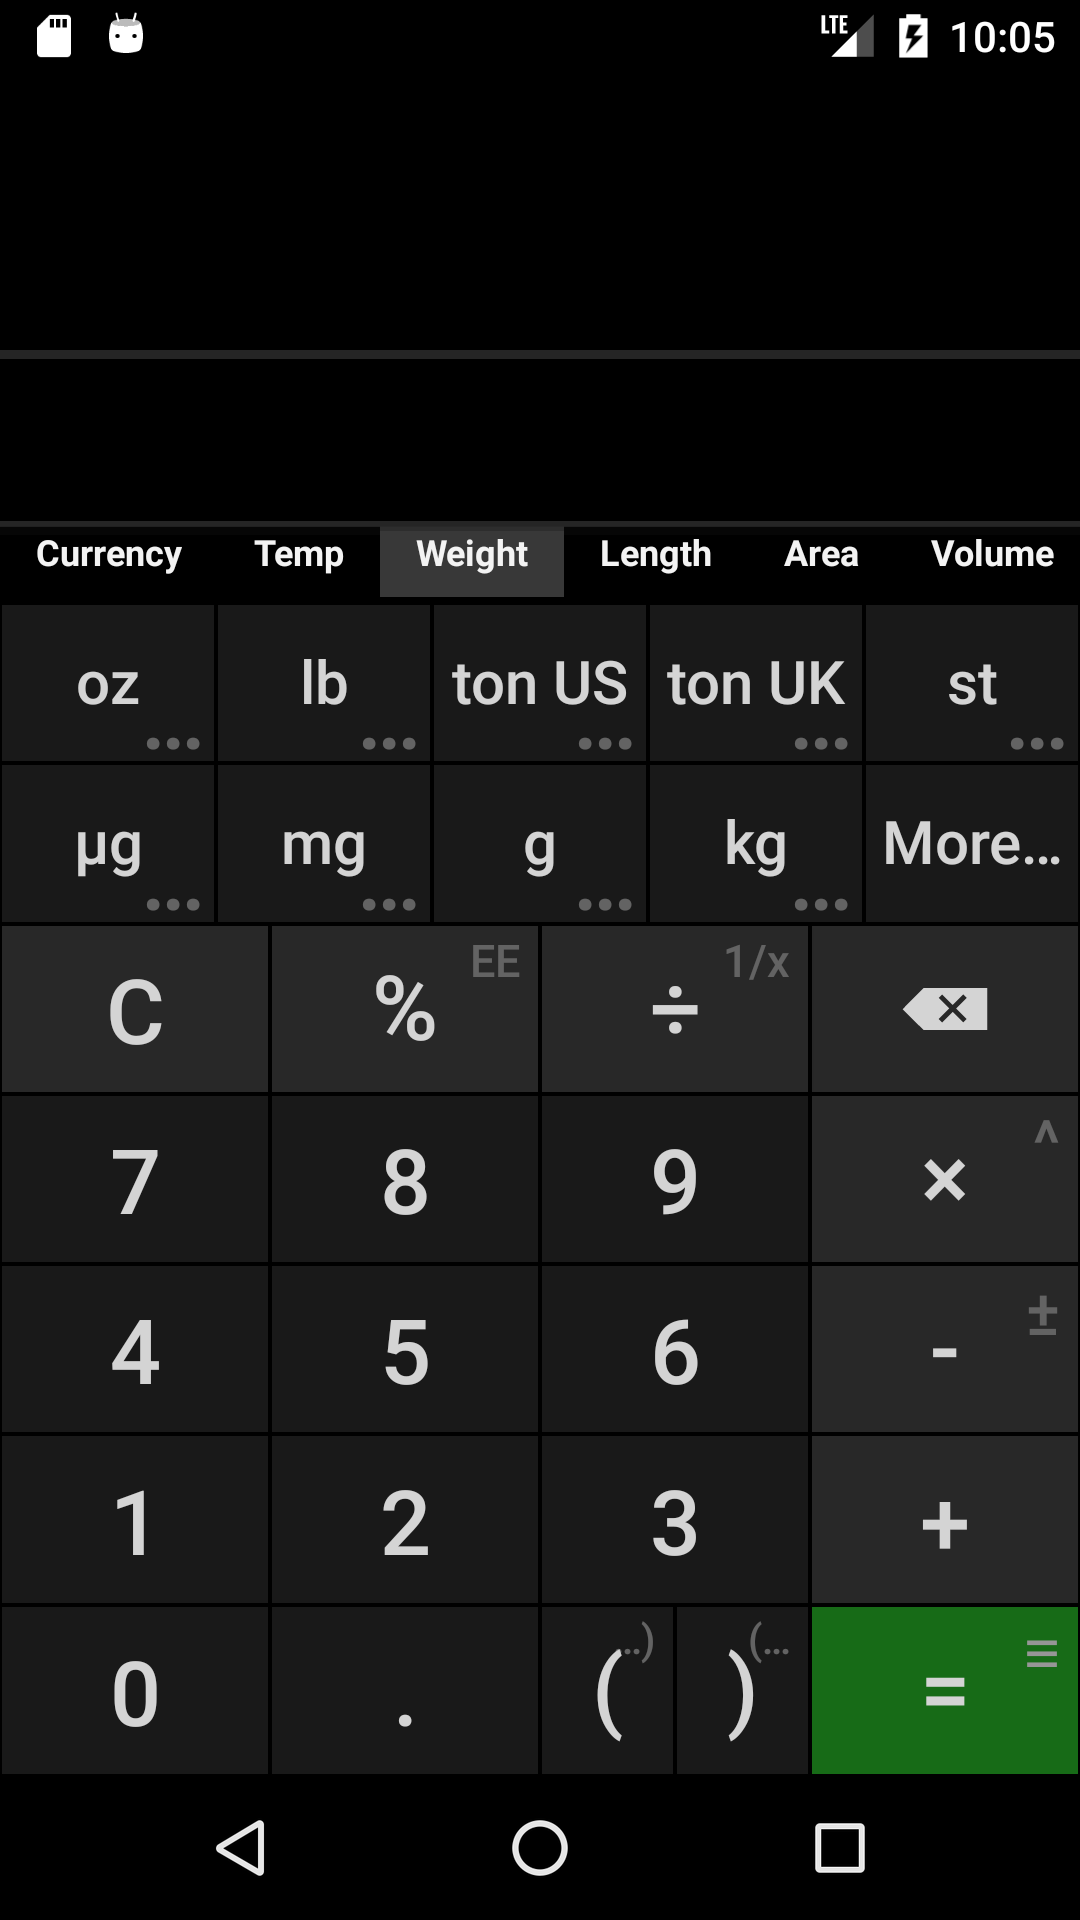 LTE 10:05
Currency Temp Weight Length Area Volume
oz lb ton US ton UK st
µg mg g kg More...
C % EE ÷ 1/x
7 8 9 × ^
4 5 6 - ±
1 2 3 +
0 . ( ..) ) (... =